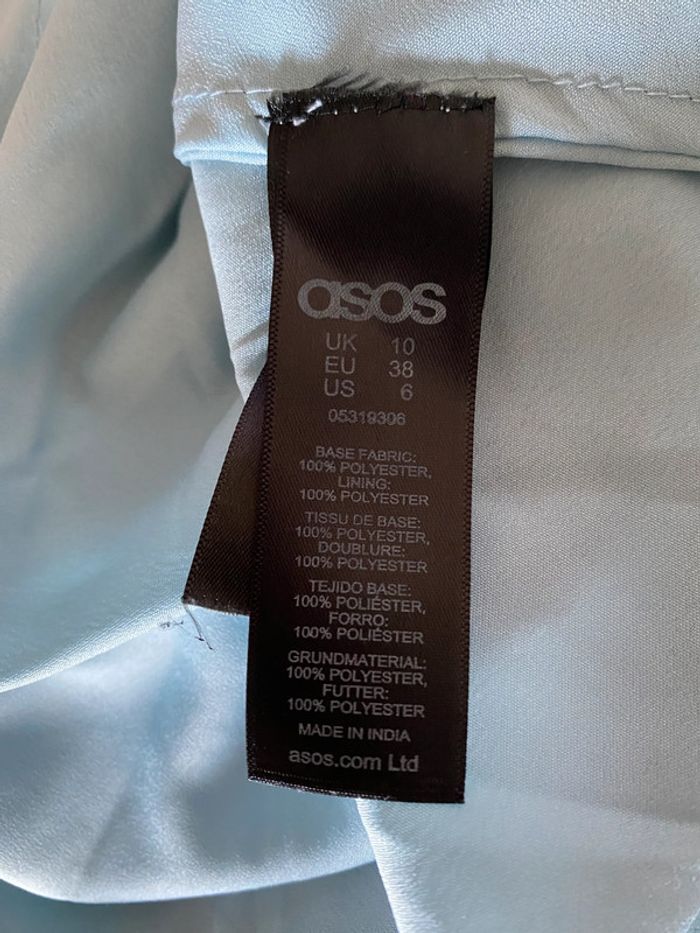 asos
UK 10
EU 38
US 6
05319306
BASE FABRIC:
100% POLYESTER,
LINING:
100% POLYESTER
TISSU DE BASE:
100% POLYESTER,
DOUBLURE:
100% POLYESTER
TEJIDO BASE:
100% POLIÉSTER,
FORRO:
100% POLIÉSTER
GRUNDMATERIAL:
100% POLYESTER,
FUTTER:
100% POLYESTER
MADE IN INDIA
asos.com Ltd